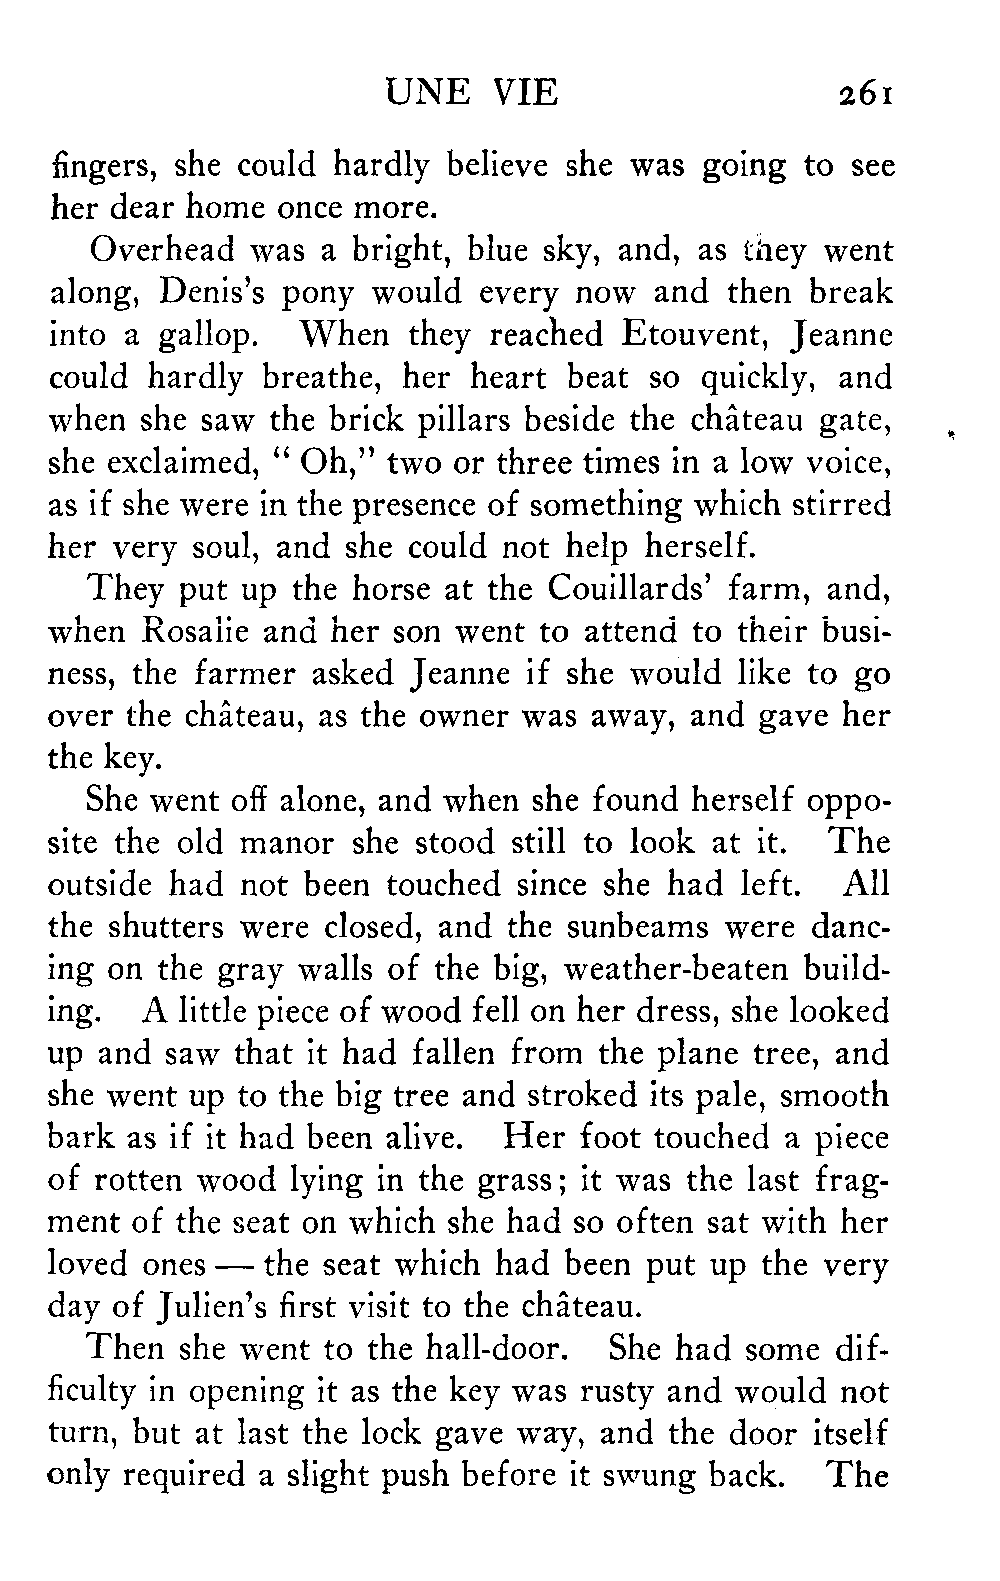 UNE VIE 261
fingers, she could hardly believe she was going to see
her dear home once more.
Overhead was a bright, blue sky, and, as they went
along, Denis's pony would every now and then break
into a gallop. When they reached Etouvent, Jeanne
could hardly breathe, her heart beat so quickly, and
when she saw the brick pillars beside the château gate,
she exclaimed, “ Oh,” two or three times in a low voice,
as if she were in the presence of something which stirred
her very soul, and she could not help herself.
They put up the horse at the Couillards' farm, and,
when Rosalie and her son went to attend to their busi-
ness, the farmer asked Jeanne if she would like to go
over the château, as the owner was away, and gave her
the key.
She went off alone, and when she found herself oppo-
site the old manor she stood still to look at it. The
outside had not been touched since she had left. All
the shutters were closed, and the sunbeams were danc-
ing on the gray walls of the big, weather-beaten build-
ing. A little piece of wood fell on her dress, she looked
up and saw that it had fallen from the plane tree, and
she went up to the big tree and stroked its pale, smooth
bark as if it had been alive. Her foot touched a piece
of rotten wood lying in the grass; it was the last frag-
ment of the seat on which she had so often sat with her
loved ones — the seat which had been put up the very
day of Julien's first visit to the château.
Then she went to the hall-door. She had some dif-
ficulty in opening it as the key was rusty and would not
turn, but at last the lock gave way, and the door itself
only required a slight push before it swung back. The